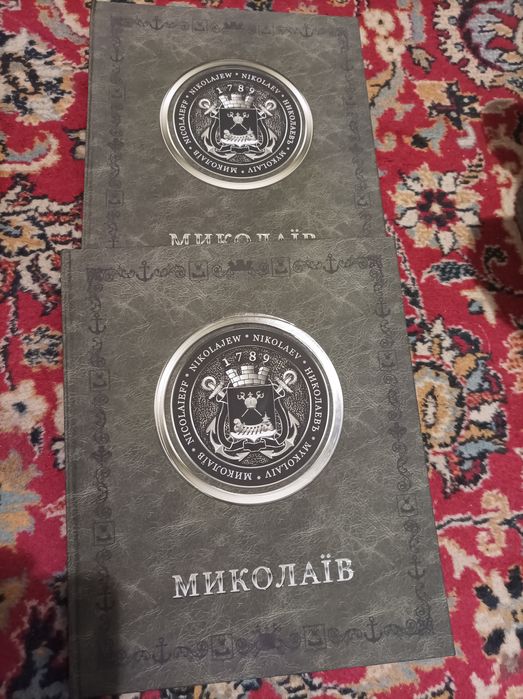 NICOLAIEFF • NIKOLAJEW • NIKOLAEV • НИКОЛАЕВЪ • MYKOLAIV • МИКОЛАЇВ •
1789
МИКОЛАЇВ
NICOLAIEFF • NIKOLAJEW • NIKOLAEV • НИКОЛАЕВЪ • MYKOLAIV • МИКОЛАЇВ •
1789
МИКОЛАЇВ